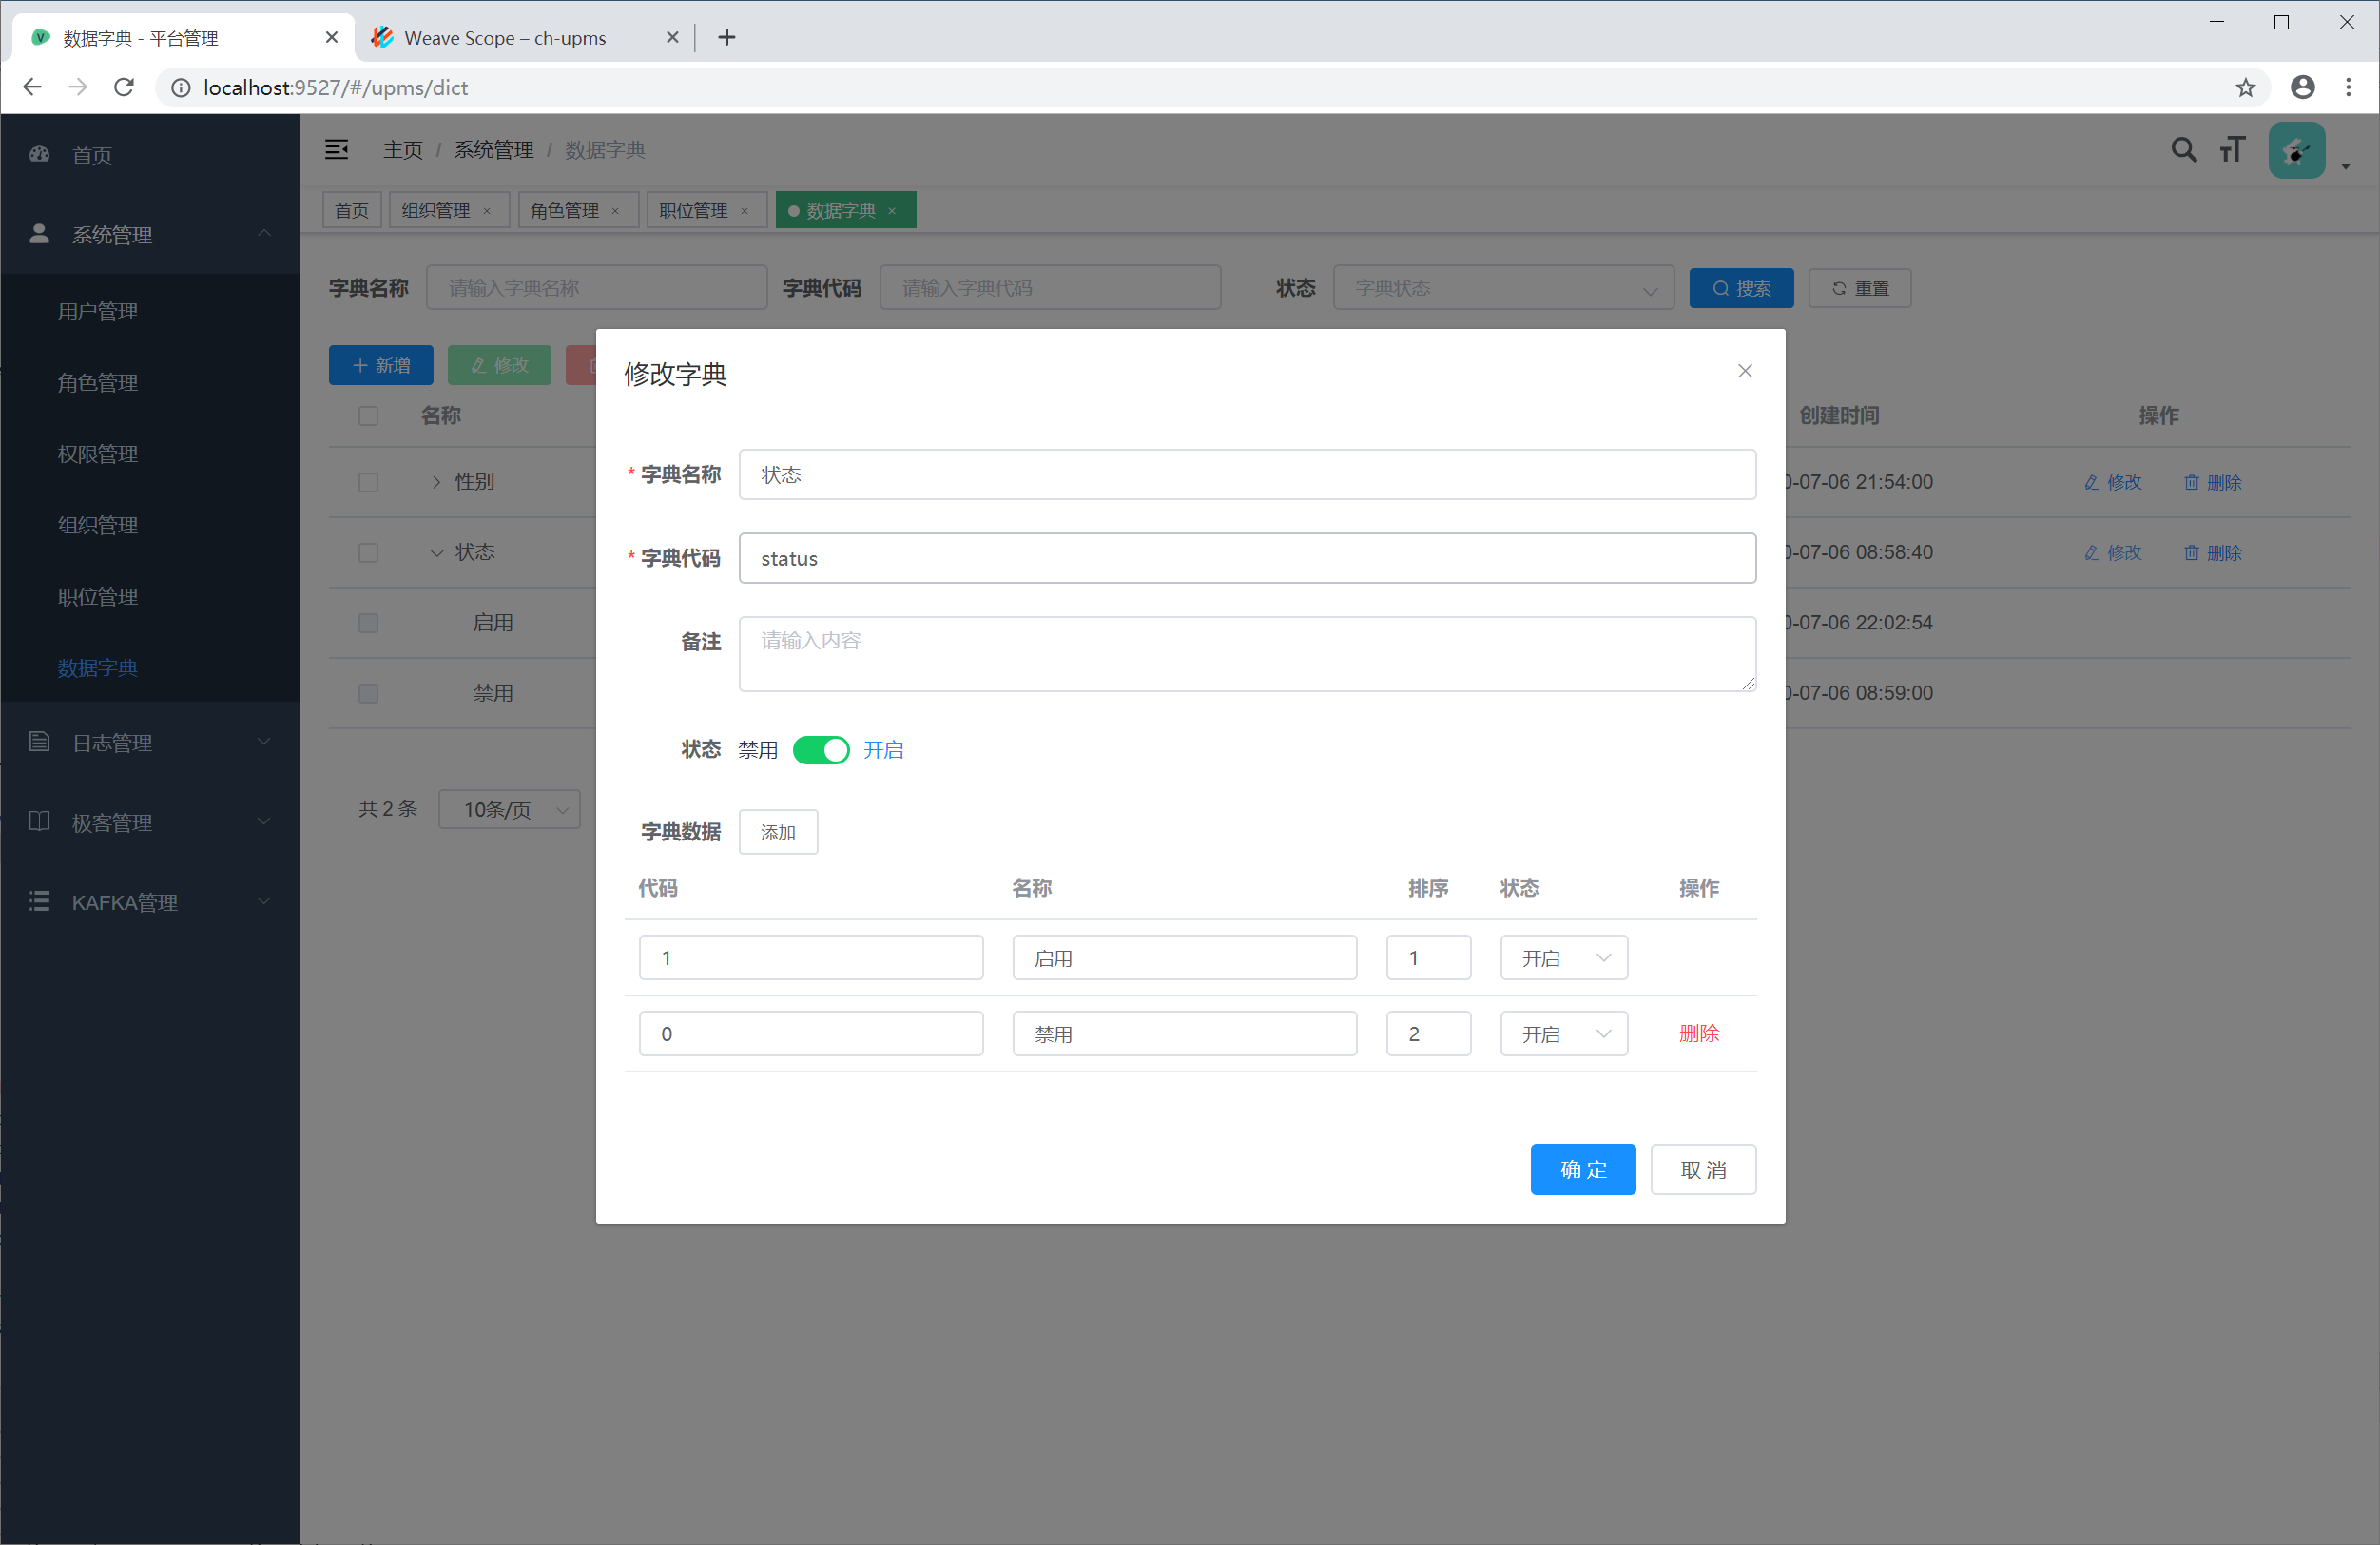 数据字典 - 平台管理
Weave Scope – ch-upms
localhost:9527/#/upms/dict
首页
系统管理
用户管理
角色管理
权限管理
组织管理
职位管理
数据字典
日志管理
极客管理
KAFKA管理
主页 / 系统管理 / 数据字典
首页 组织管理 角色管理 职位管理 数据字典
字典名称 请输入字典名称 字典代码 请输入字典代码 状态 字典状态 搜索 重置
新增 修改
名称 创建时间 操作
性别 0-07-06 21:54:00 修改 删除
状态 0-07-06 08:58:40 修改 删除
启用 0-07-06 22:02:54
禁用 0-07-06 08:59:00
共 2 条 10条/页
修改字典
* 字典名称 状态
* 字典代码 status
备注 请输入内容
状态 禁用 开启
字典数据 添加
代码 名称 排序 状态 操作
1 启用 1 开启
0 禁用 2 开启 删除
确 定 取 消